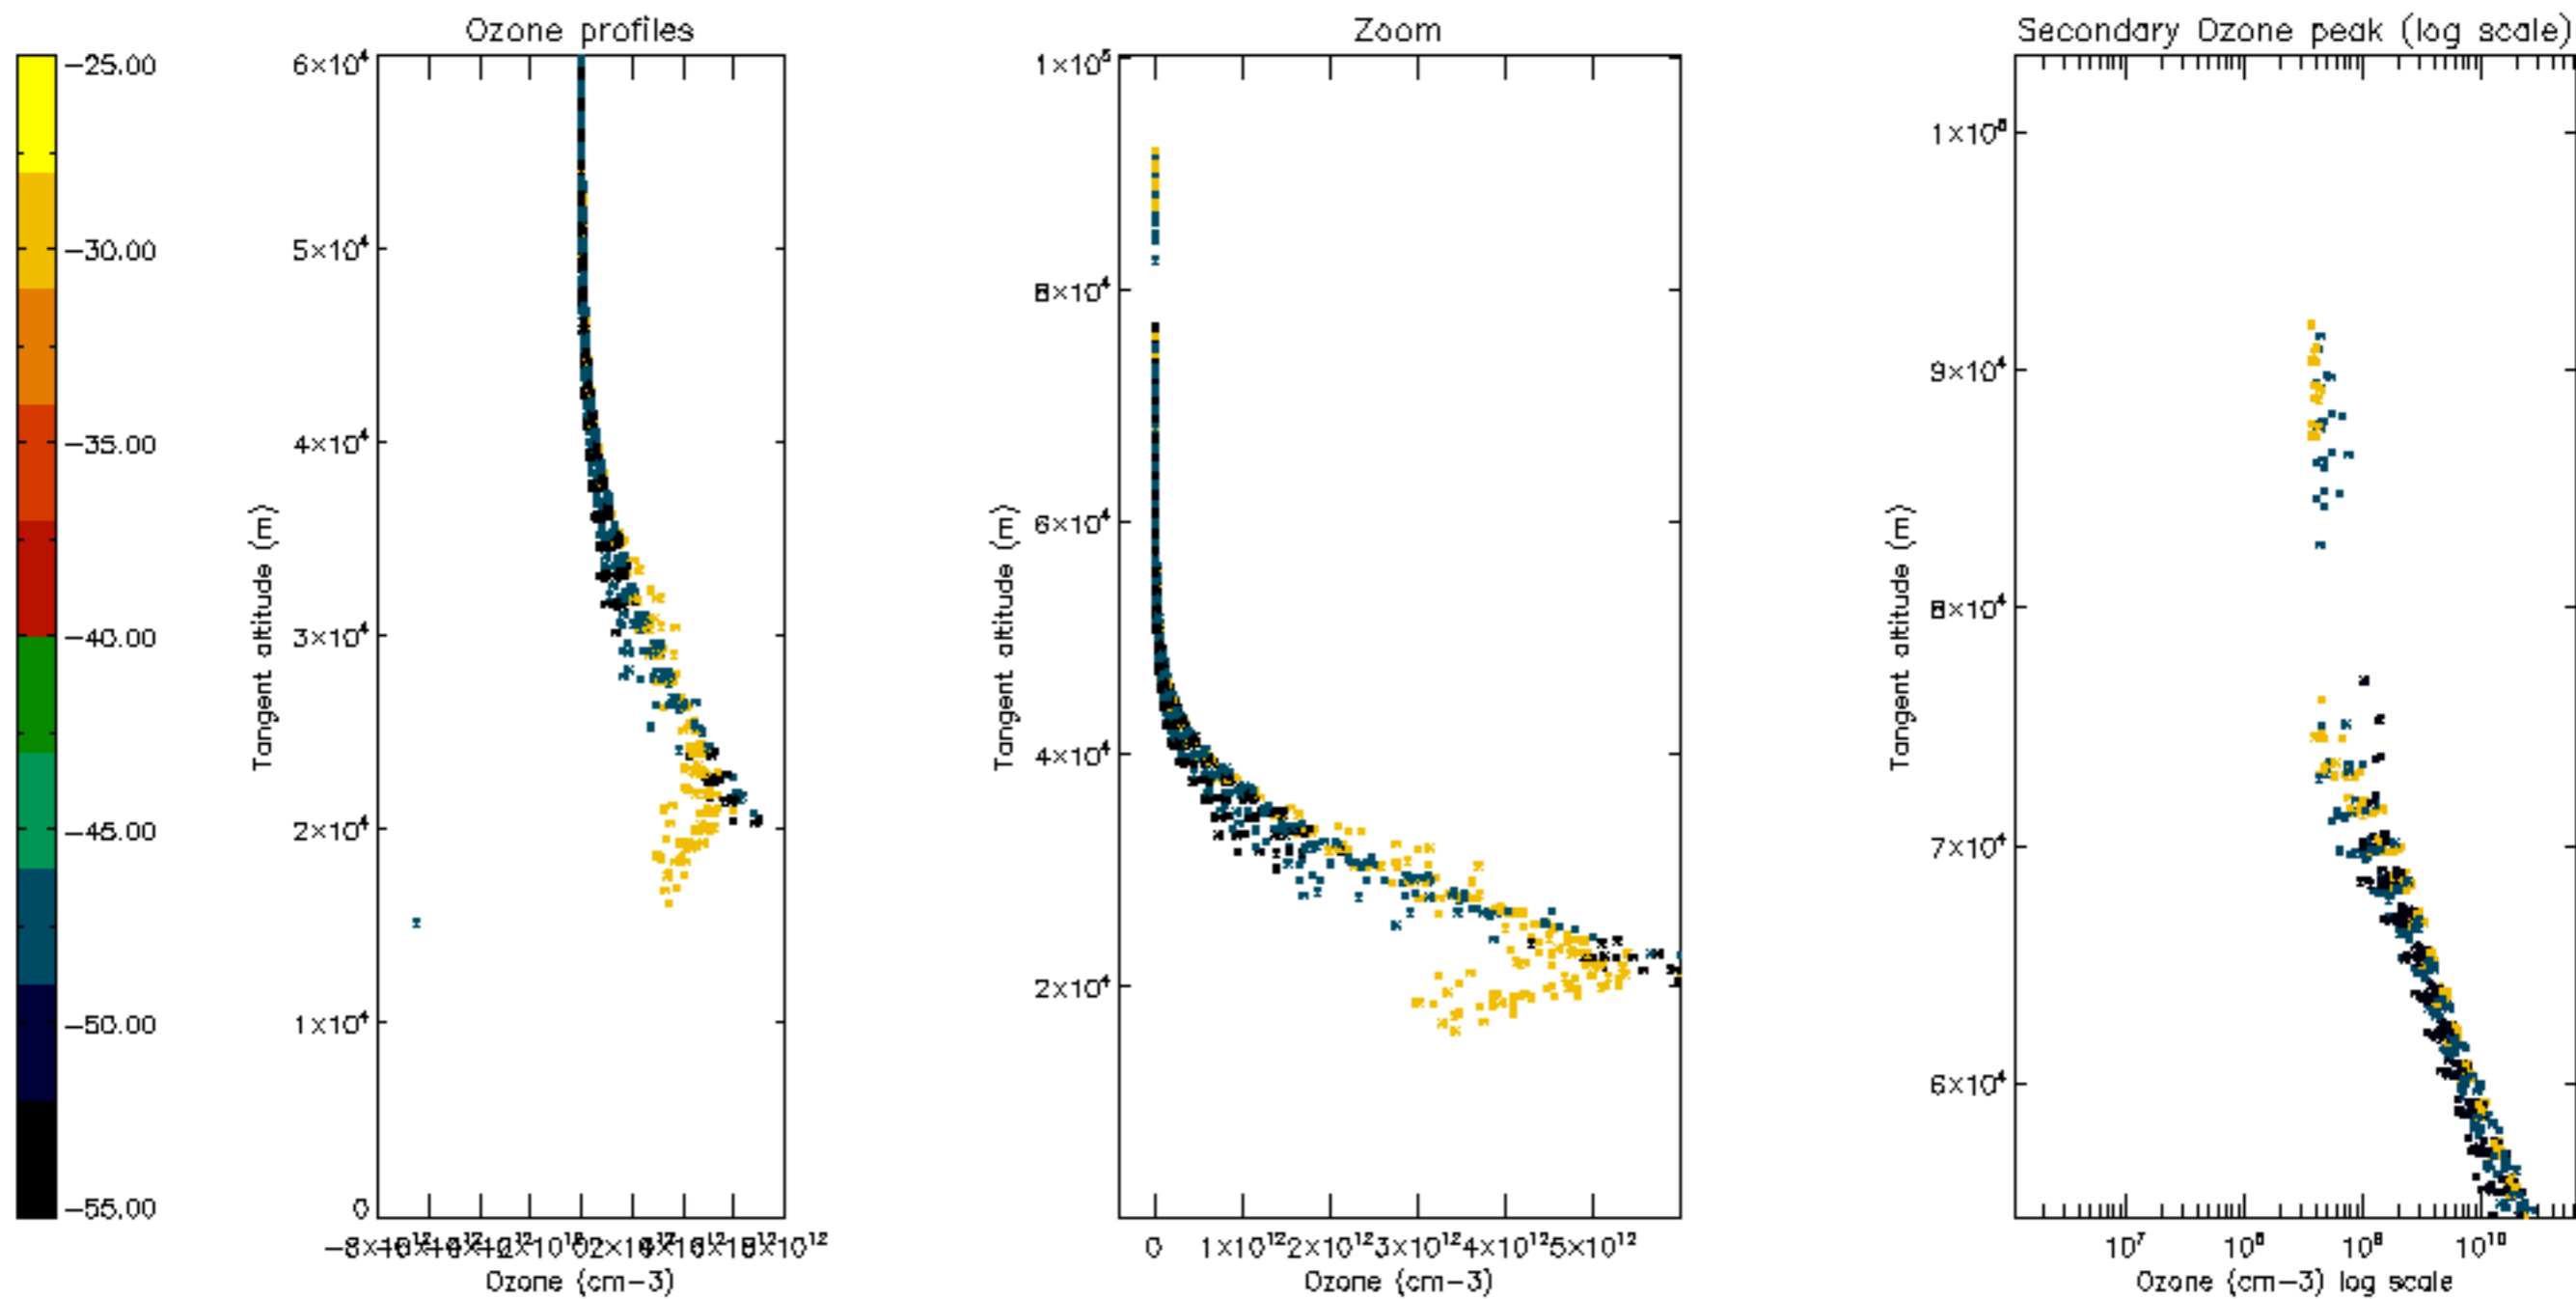 Ozone profiles
Zoom
Secondary Ozone peak (log scale)
−25.00
−30.00
−35.00
−40.00
−45.00
−50.00
−55.00
6×10⁴
5×10⁴
4×10⁴
3×10⁴
2×10⁴
1×10⁴
0
Tangent altitude (m)
Ozone (cm−3)
1×10⁵
8×10⁴
6×10⁴
4×10⁴
2×10⁴
Tangent altitude (m)
0 1×10¹² 2×10¹² 3×10¹² 4×10¹² 5×10¹²
Ozone (cm−3)
9×10⁴
8×10⁴
7×10⁴
6×10⁴
Tangent altitude (m)
10⁷ 10⁸ 10⁹ 10¹⁰
Ozone (cm−3) log scale